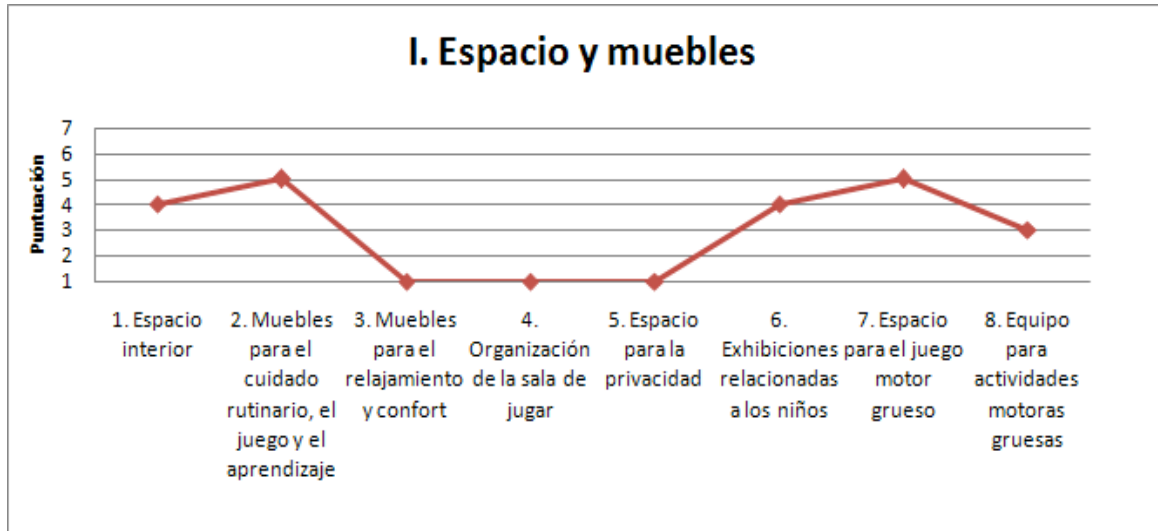 I. Espacio y muebles
Puntuación
7
6
5
4
3
2
1
1. Espacio
interior
2. Muebles
para el
cuidado
rutinario, el
juego y el
aprendizaje
3. Muebles
para el
relajamiento
y confort
4.
Organización
de la sala de
jugar
5. Espacio
para la
privacidad
6.
Exhibiciones
relacionadas
a los niños
7. Espacio
para el juego
motor
grueso
8. Equipo
para
actividades
motoras
gruesas